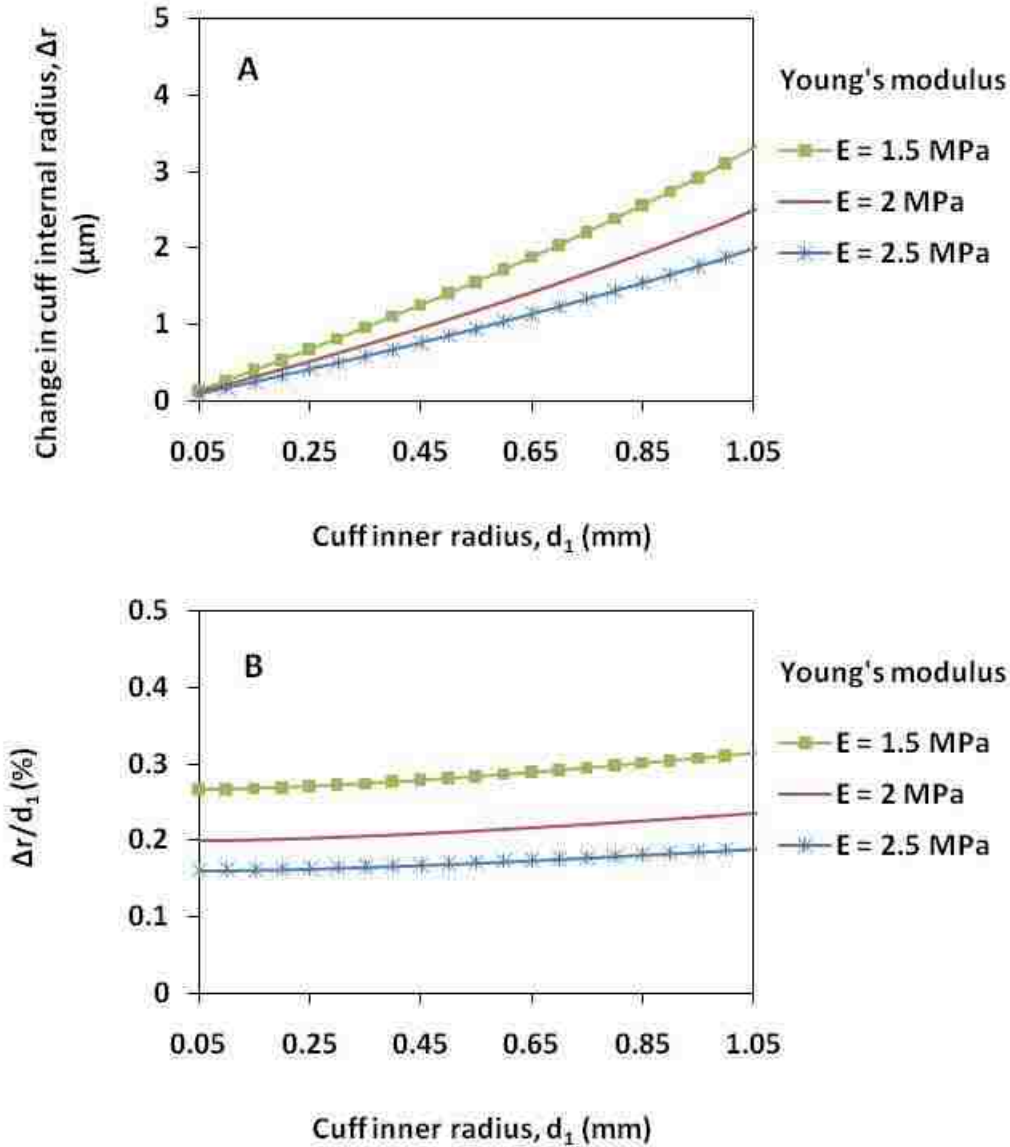 Change in cuff internal radius, Δr
(µm)
5
4
3
2
1
0
A
0.05 0.25 0.45 0.65 0.85 1.05
Cuff inner radius, d₁ (mm)
Young's modulus
E = 1.5 MPa
E = 2 MPa
E = 2.5 MPa
Δr/d₁ (%)
0.5
0.4
0.3
0.2
0.1
0
B
0.05 0.25 0.45 0.65 0.85 1.05
Cuff inner radius, d₁ (mm)
Young's modulus
E = 1.5 MPa
E = 2 MPa
E = 2.5 MPa